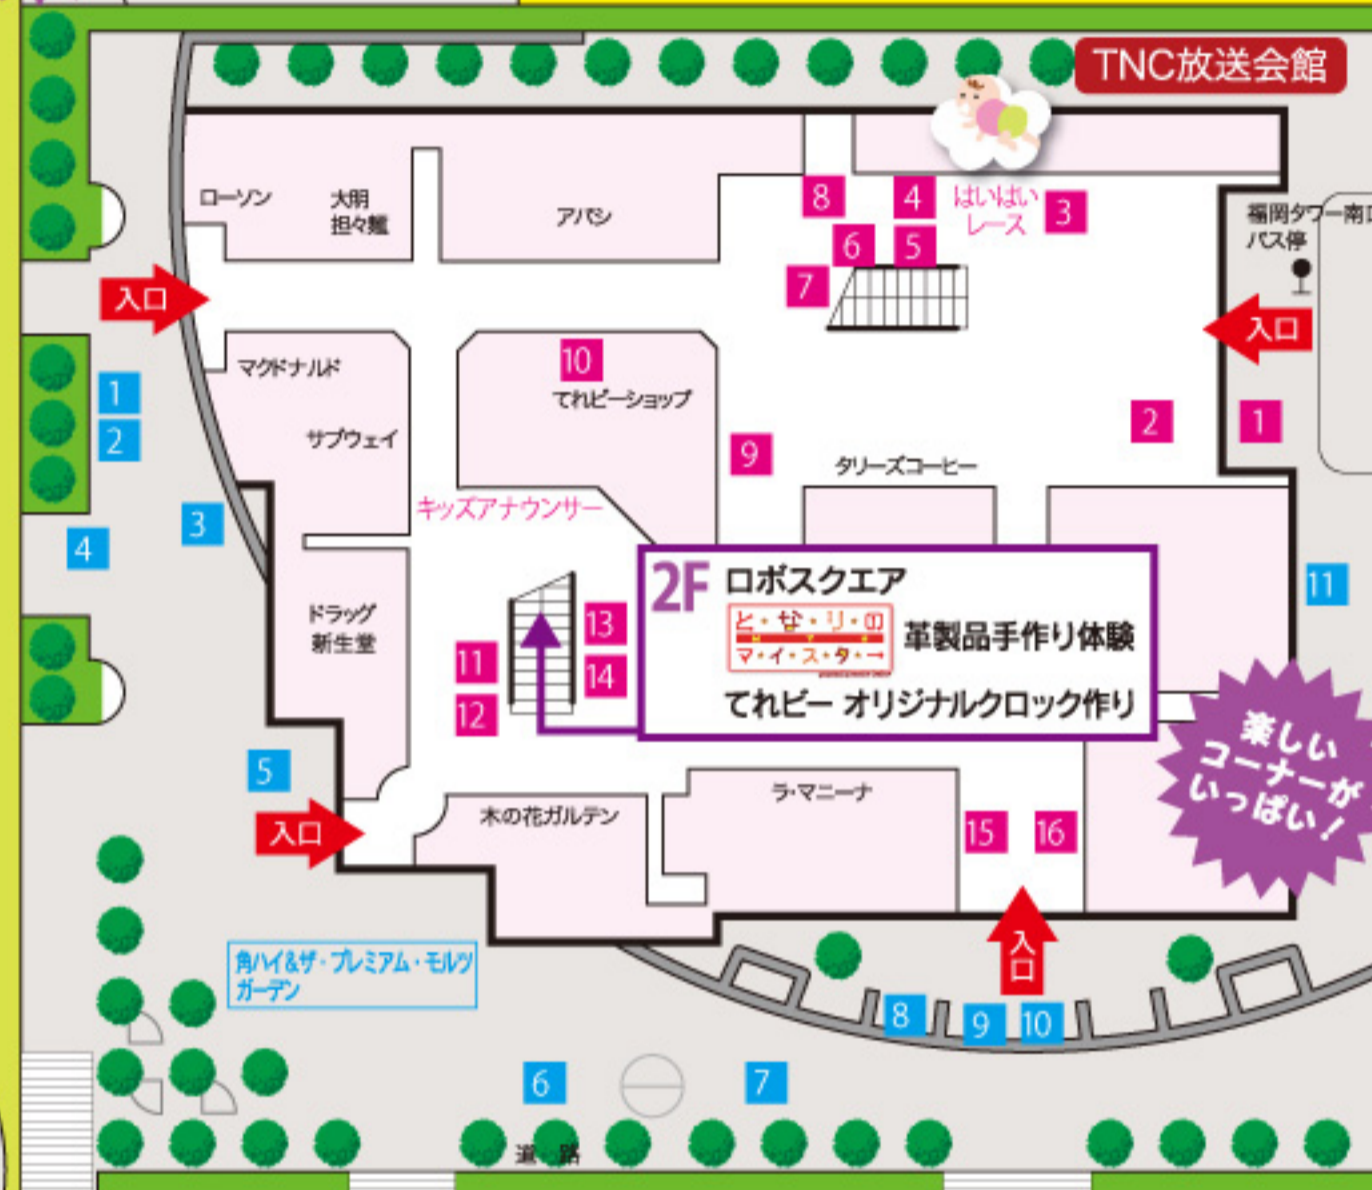 TNC放送会館
ローソン
大明
担々麺
アパシ
8
4
はいはい
レース
3
6
5
7
福岡タワー南口
バス停
入口
入口
マクドナルド
サブウェイ
10
てれビーショップ
1
2
2
1
9
タリーズコーヒー
キッズアナウンサー
3
4
2F
ロボスクエア
と・な・り・の
マ・イ・ス・タ・ー
革製品手作り体験
てれビー オリジナルクロック作り
11
ドラッグ
新生堂
13
14
11
12
楽しい
コーナーが
いっぱい!
5
入口
木の花ガルテン
ラ・マニーナ
15
16
入口
角ハイ&ザ・プレミアム・モルツ
ガーデン
8
9
10
6
7
道路